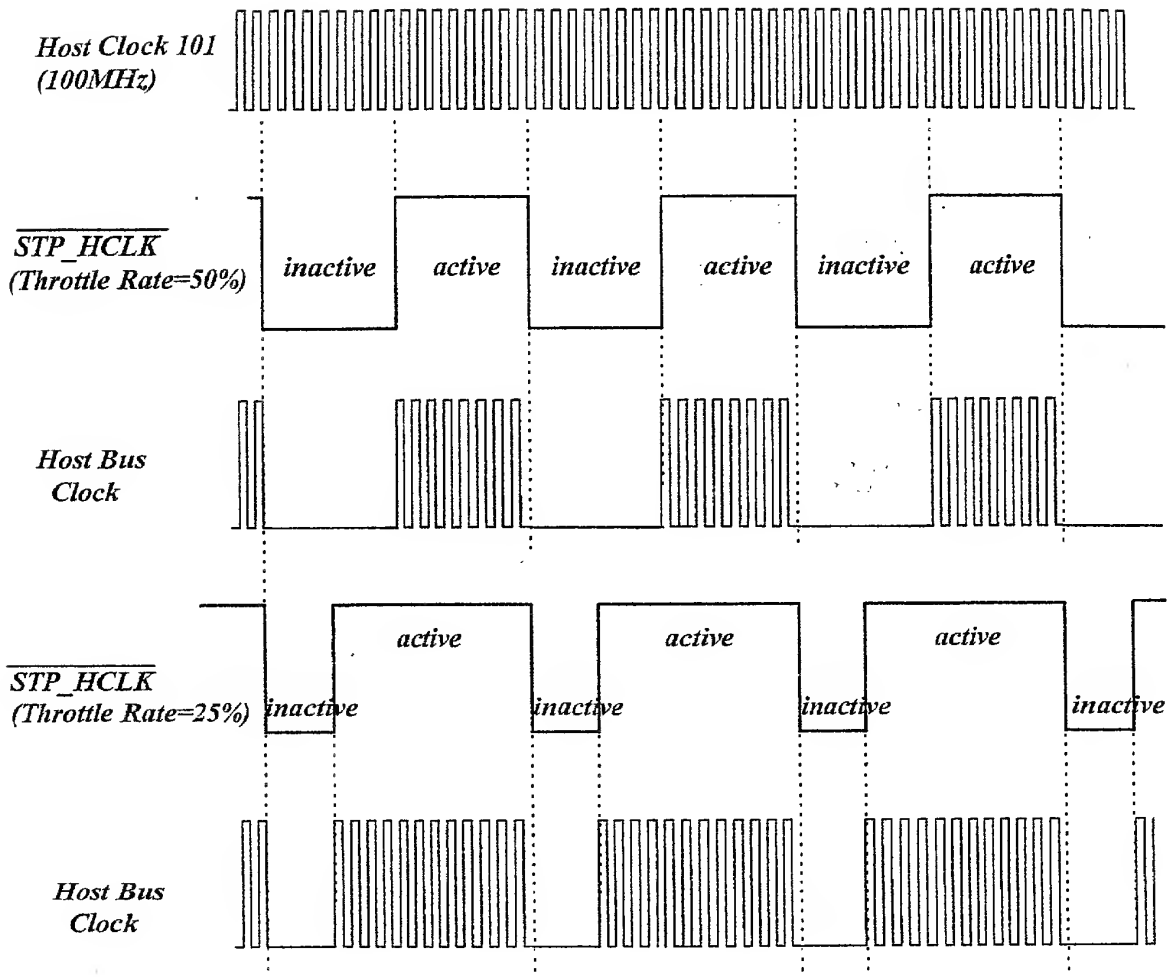 Host Clock 101
(100MHz)
STP_HCLK
(Throttle Rate=50%)
inactive
active
inactive
active
inactive
active
Host Bus
Clock
STP_HCLK
(Throttle Rate=25%)
active
active
active
inactive
inactive
inactive
inactive
Host Bus
Clock